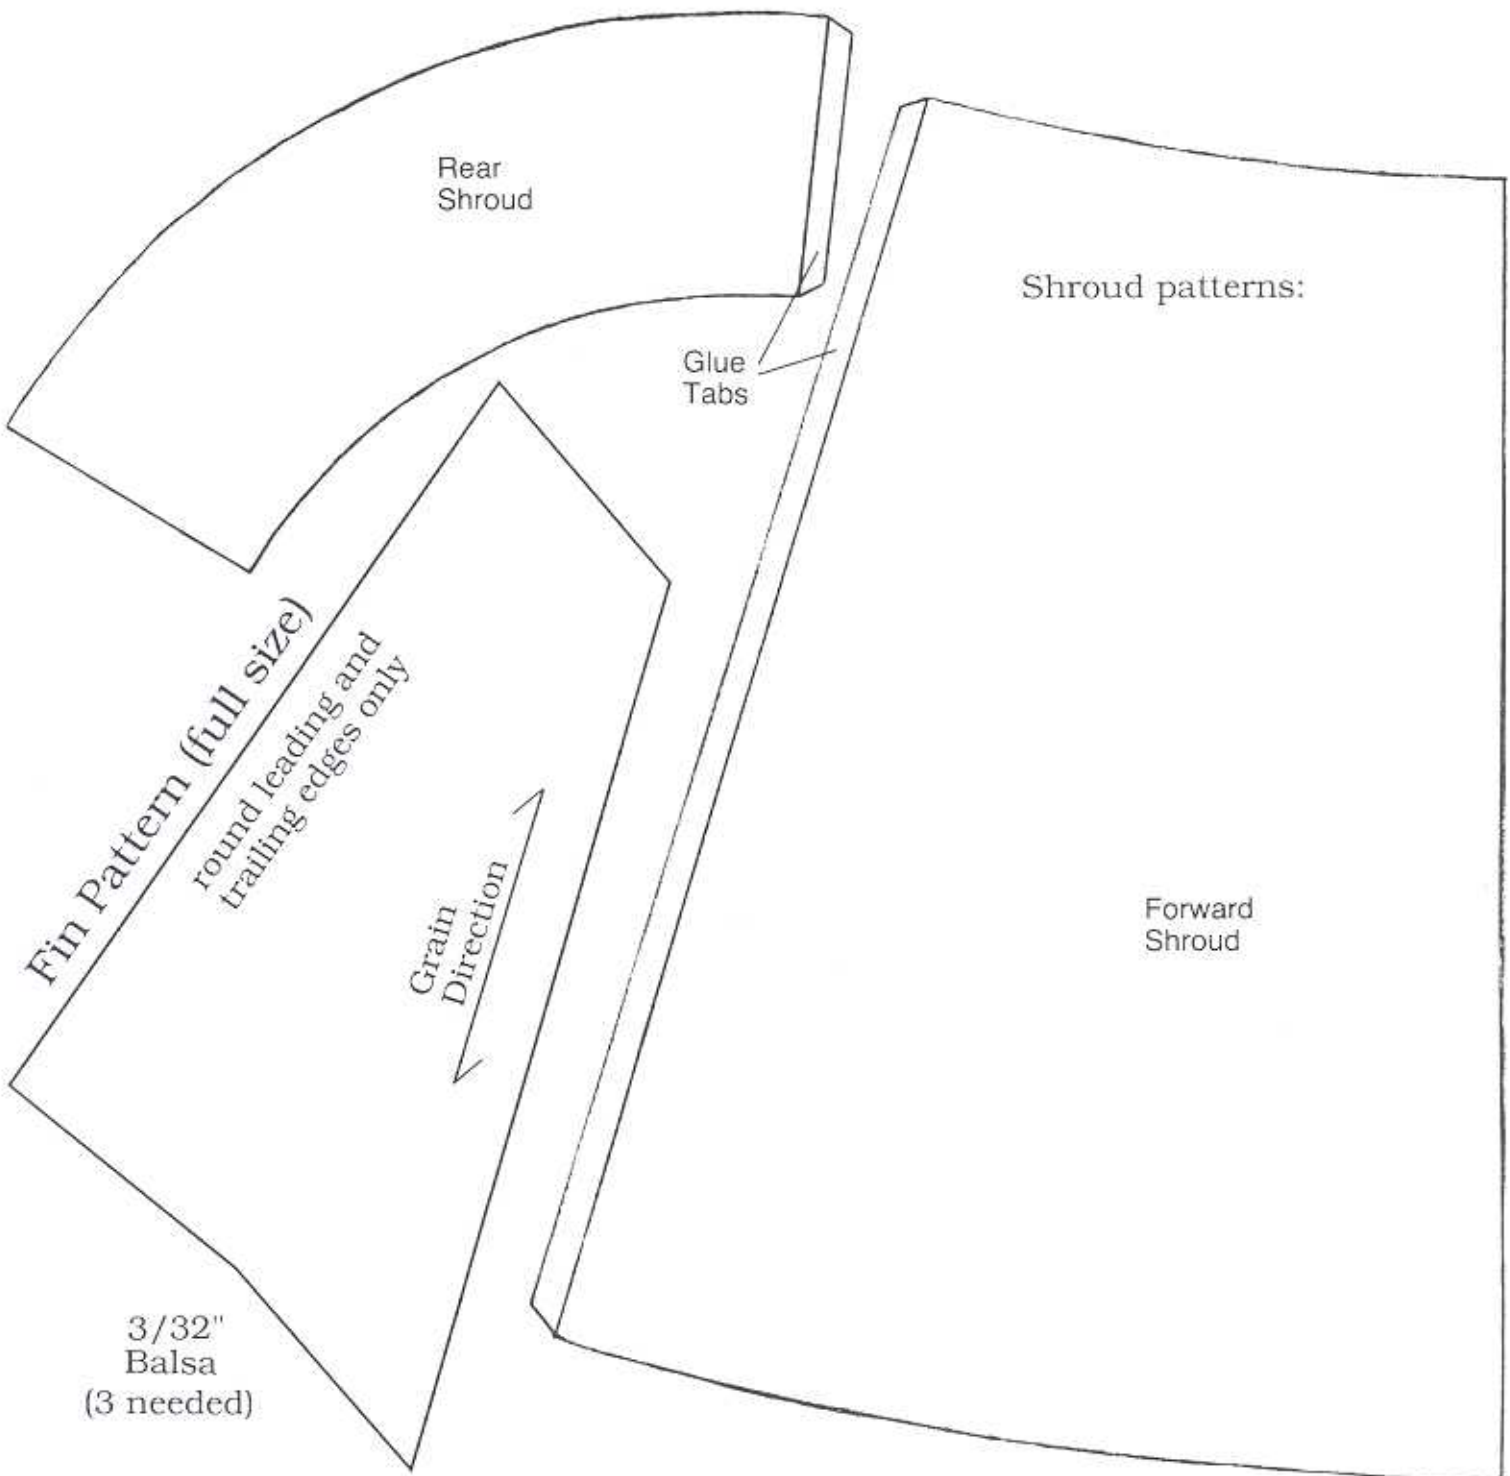 Rear
Shroud
Shroud patterns:
Glue
Tabs
Fin Pattern (full size)
round leading and
trailing edges only
Grain
Direction
Forward
Shroud
3/32"
Balsa
(3 needed)